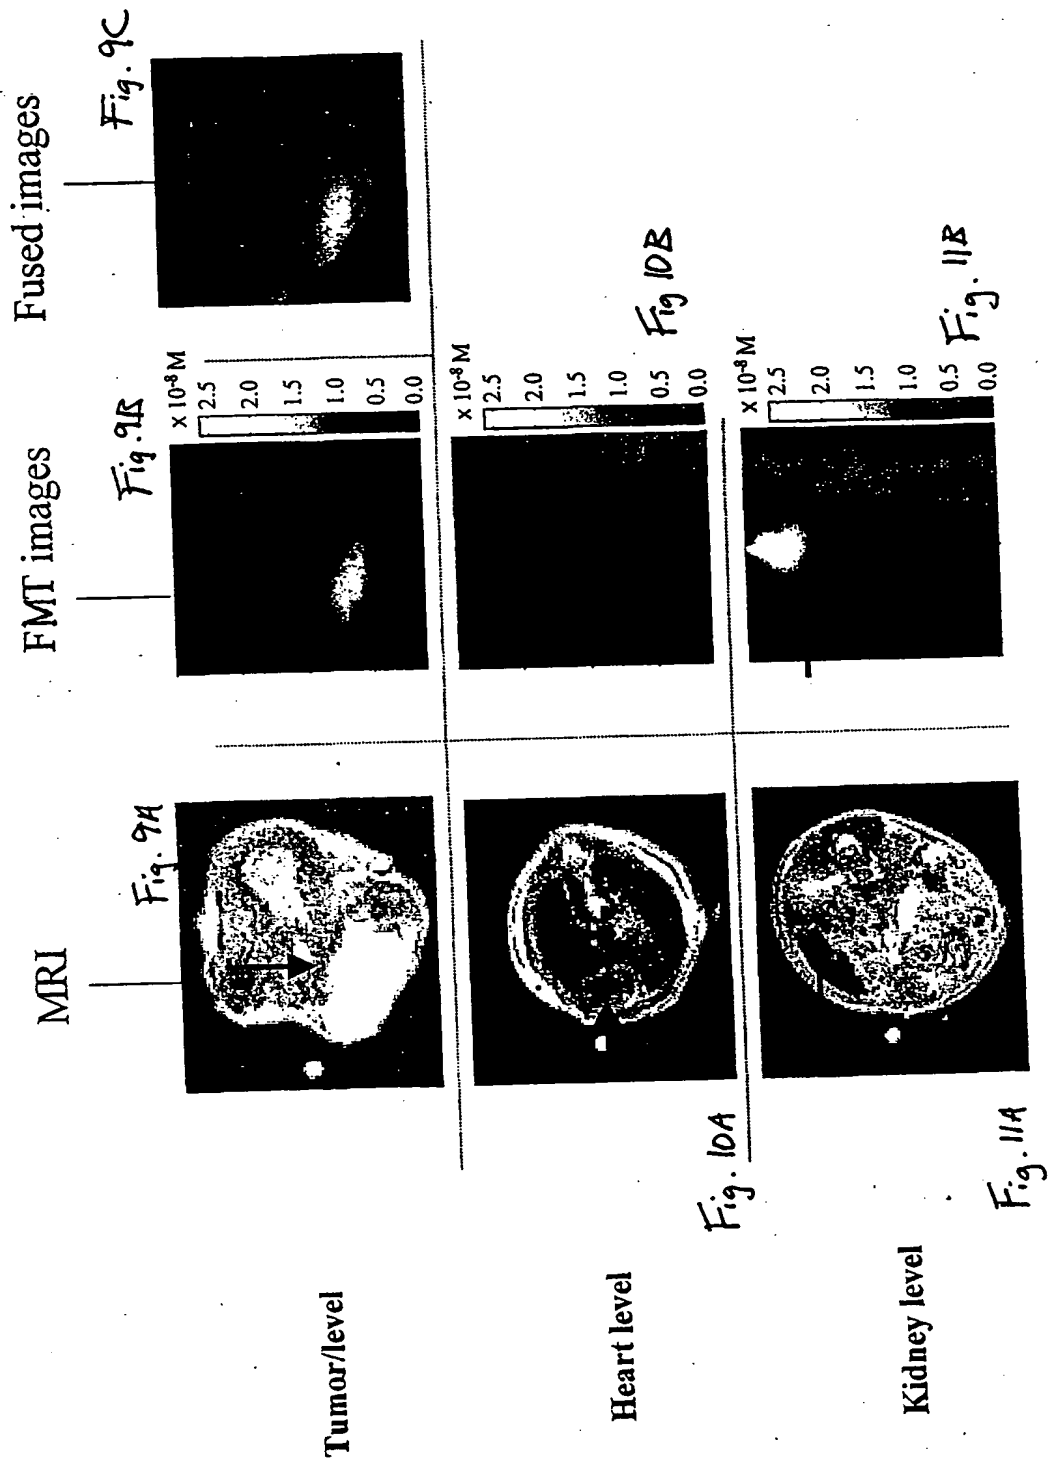 MRI
FMT images
Fused images
Fig. 9A
Fig. 9B
Fig. 9C
Tumor/level
x 10-8 M
2.5
2.0
1.5
1.0
0.5
0.0
Heart level
Fig. 10A
Fig 10B
x 10-8 M
2.5
2.0
1.5
1.0
0.5
0.0
Kidney level
Fig. 11A
Fig. 11B
x 10-8 M
2.5
2.0
1.5
1.0
0.5
0.0